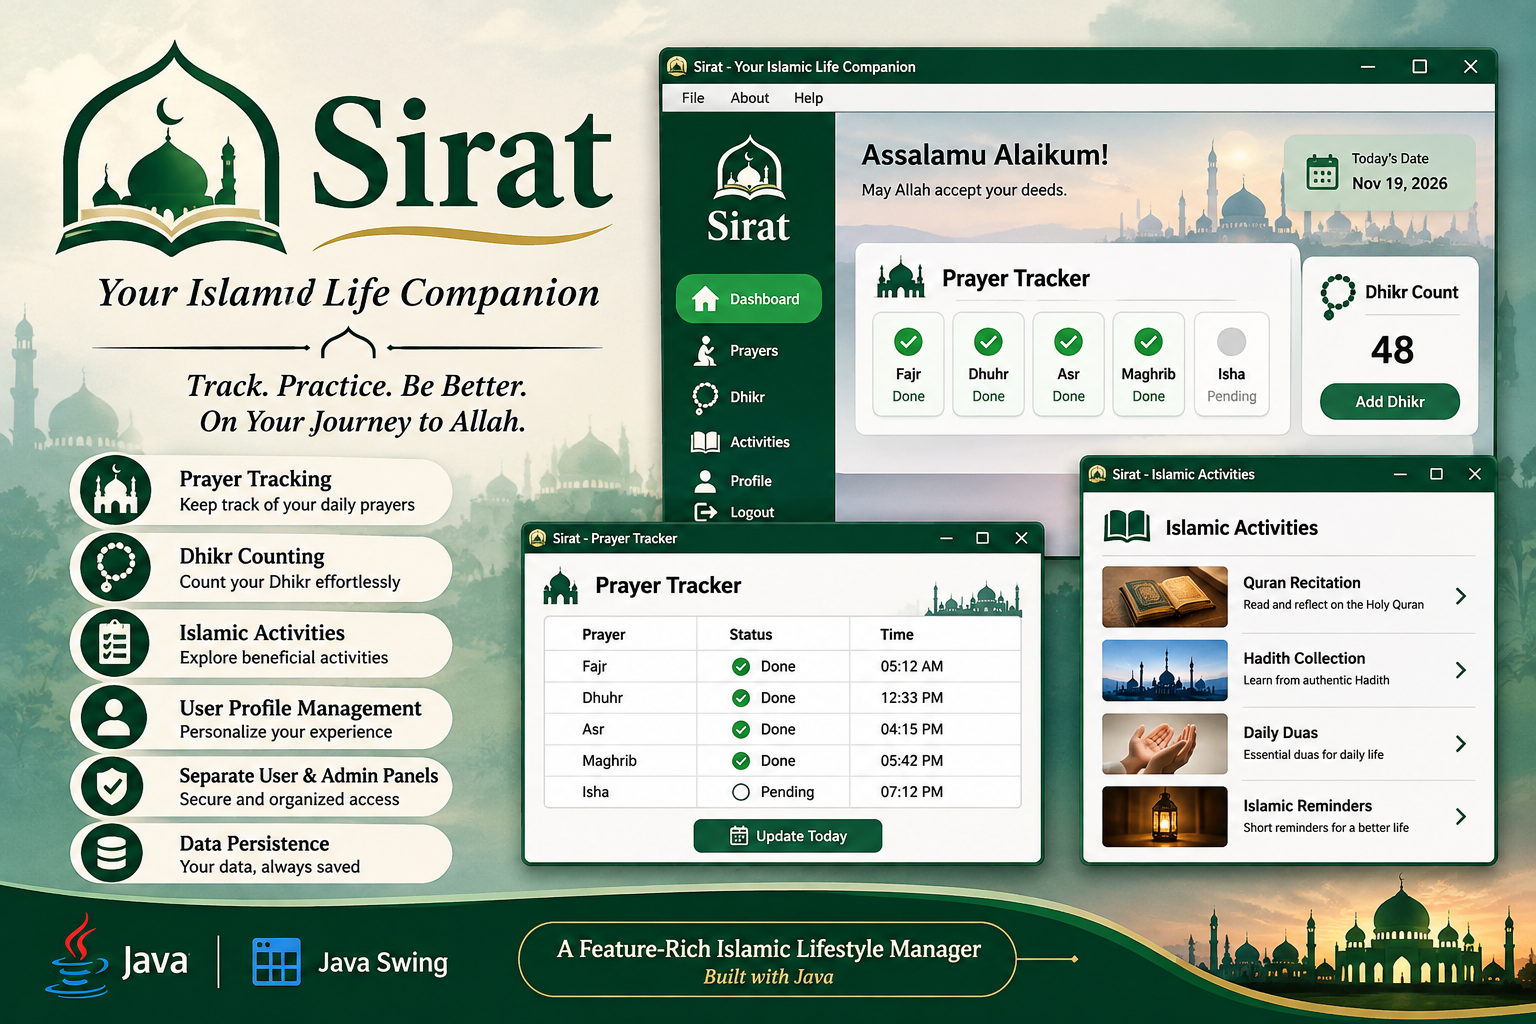 Sirat
Your Islamıd Life Companion
Track. Practice. Be Better.
On Your Journey to Allah.
Prayer Tracking
Keep track of your daily prayers
Dhikr Counting
Count your Dhikr effortlessly
Islamic Activities
Explore beneficial activities
User Profile Management
Personalize your experience
Separate User & Admin Panels
Secure and organized access
Data Persistence
Your data, always saved
Sirat - Your Islamic Life Companion
File About Help
Sirat
Dashboard
Prayers
Dhikr
Activities
Profile
Logout
Assalamu Alaikum!
May Allah accept your deeds.
Today's Date
Nov 19, 2026
Prayer Tracker
Fajr Dhuhr Asr Maghrib Isha
Done Done Done Done Pending
Dhikr Count
48
Add Dhikr
Sirat - Prayer Tracker
Prayer Tracker
Prayer Status Time
Fajr Done 05:12 AM
Dhuhr Done 12:33 PM
Asr Done 04:15 PM
Maghrib Done 05:42 PM
Isha Pending 07:12 PM
Update Today
Sirat - Islamic Activities
Islamic Activities
Quran Recitation
Read and reflect on the Holy Quran
Hadith Collection
Learn from authentic Hadith
Daily Duas
Essential duas for daily life
Islamic Reminders
Short reminders for a better life
Java
Java Swing
A Feature-Rich Islamic Lifestyle Manager
Built with Java